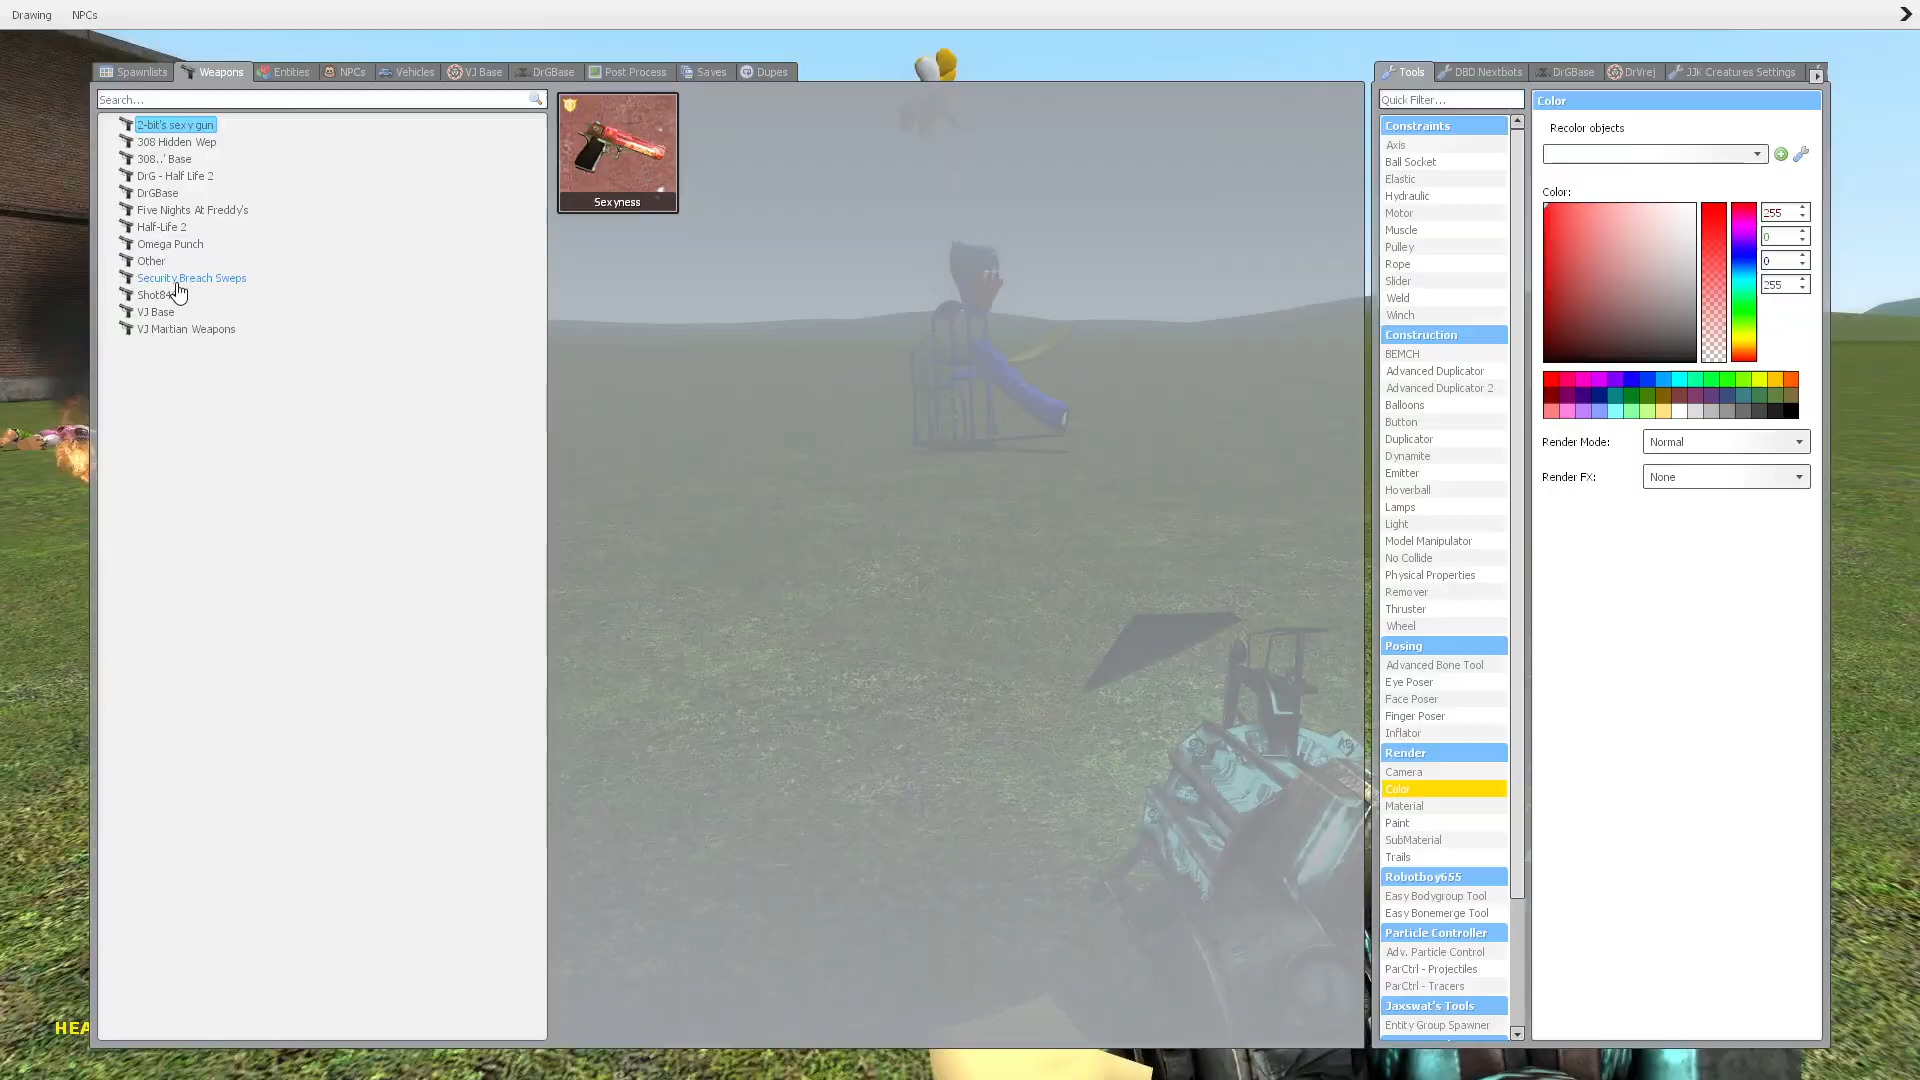 Drawing NPCs
Spawnlists Weapons Entities NPCs Vehicles VJ Base DrGBase Post Process Saves Dupes
Tools DBD Nextbots DrGBase DrVrej JJK Creatures Settings
Search...
2-bit's sexy gun
308 Hidden Wep
308..' Base
DrG - Half Life 2
DrGBase
Five Nights At Freddy's
Half-Life 2
Omega Punch
Other
Security Breach Sweps
VJ Base
VJ Martian Weapons
Sexyness
HEA
Quick Filter...
Constraints
Axis
Ball Socket
Elastic
Hydraulic
Motor
Muscle
Pulley
Rope
Slider
Weld
Winch
Construction
BEMCH
Advanced Duplicator
Advanced Duplicator 2
Balloons
Button
Duplicator
Dynamite
Emitter
Hoverball
Lamps
Light
Model Manipulator
No Collide
Physical Properties
Remover
Thruster
Wheel
Posing
Advanced Bone Tool
Eye Poser
Face Poser
Finger Poser
Inflator
Render
Camera
Color
Material
Paint
SubMaterial
Trails
Robotboy655
Easy Bodygroup Tool
Easy Bonemerge Tool
Particle Controller
Adv. Particle Control
ParCtrl - Projectiles
ParCtrl - Tracers
Jaxswat's Tools
Entity Group Spawner
Color
Recolor objects
Color:
255
0
0
255
Render Mode: Normal
Render FX: None